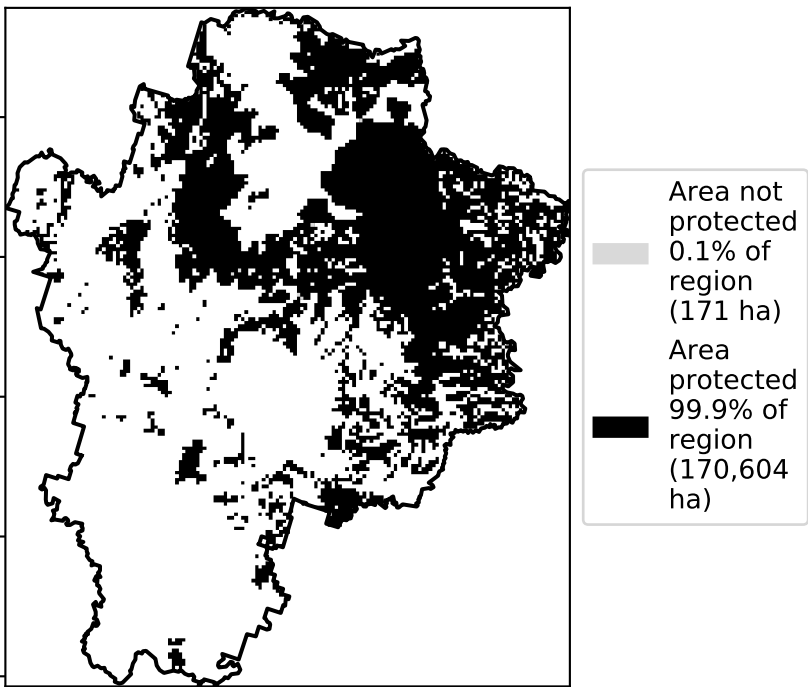 Area not
protected
0.1% of
region
(171 ha)
Area
protected
99.9% of
region
(170,604
ha)